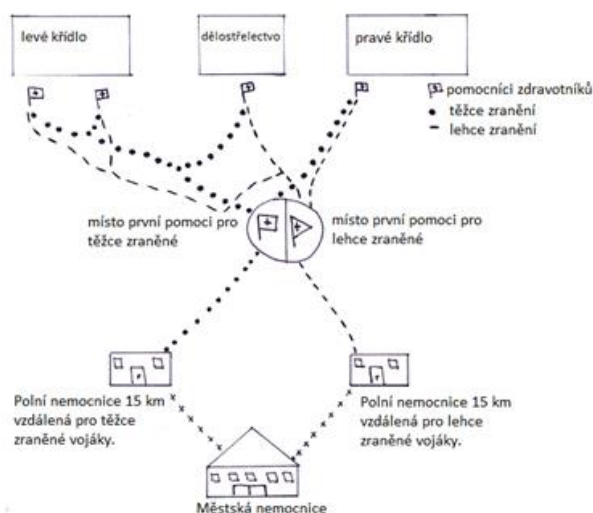 levé křídlo
dělostřelectvo
pravé křídlo
pomocníci zdravotníků
těžce zranění
lehce zranění
místo první pomoci pro
těžce zraněné
místo první pomoci pro
lehce zraněné
Polní nemocnice 15 km
vzdálená pro těžce
zraněné vojáky.
Polní nemocnice 15 km
vzdálená pro lehce
zraněné vojáky.
Městská nemocnice